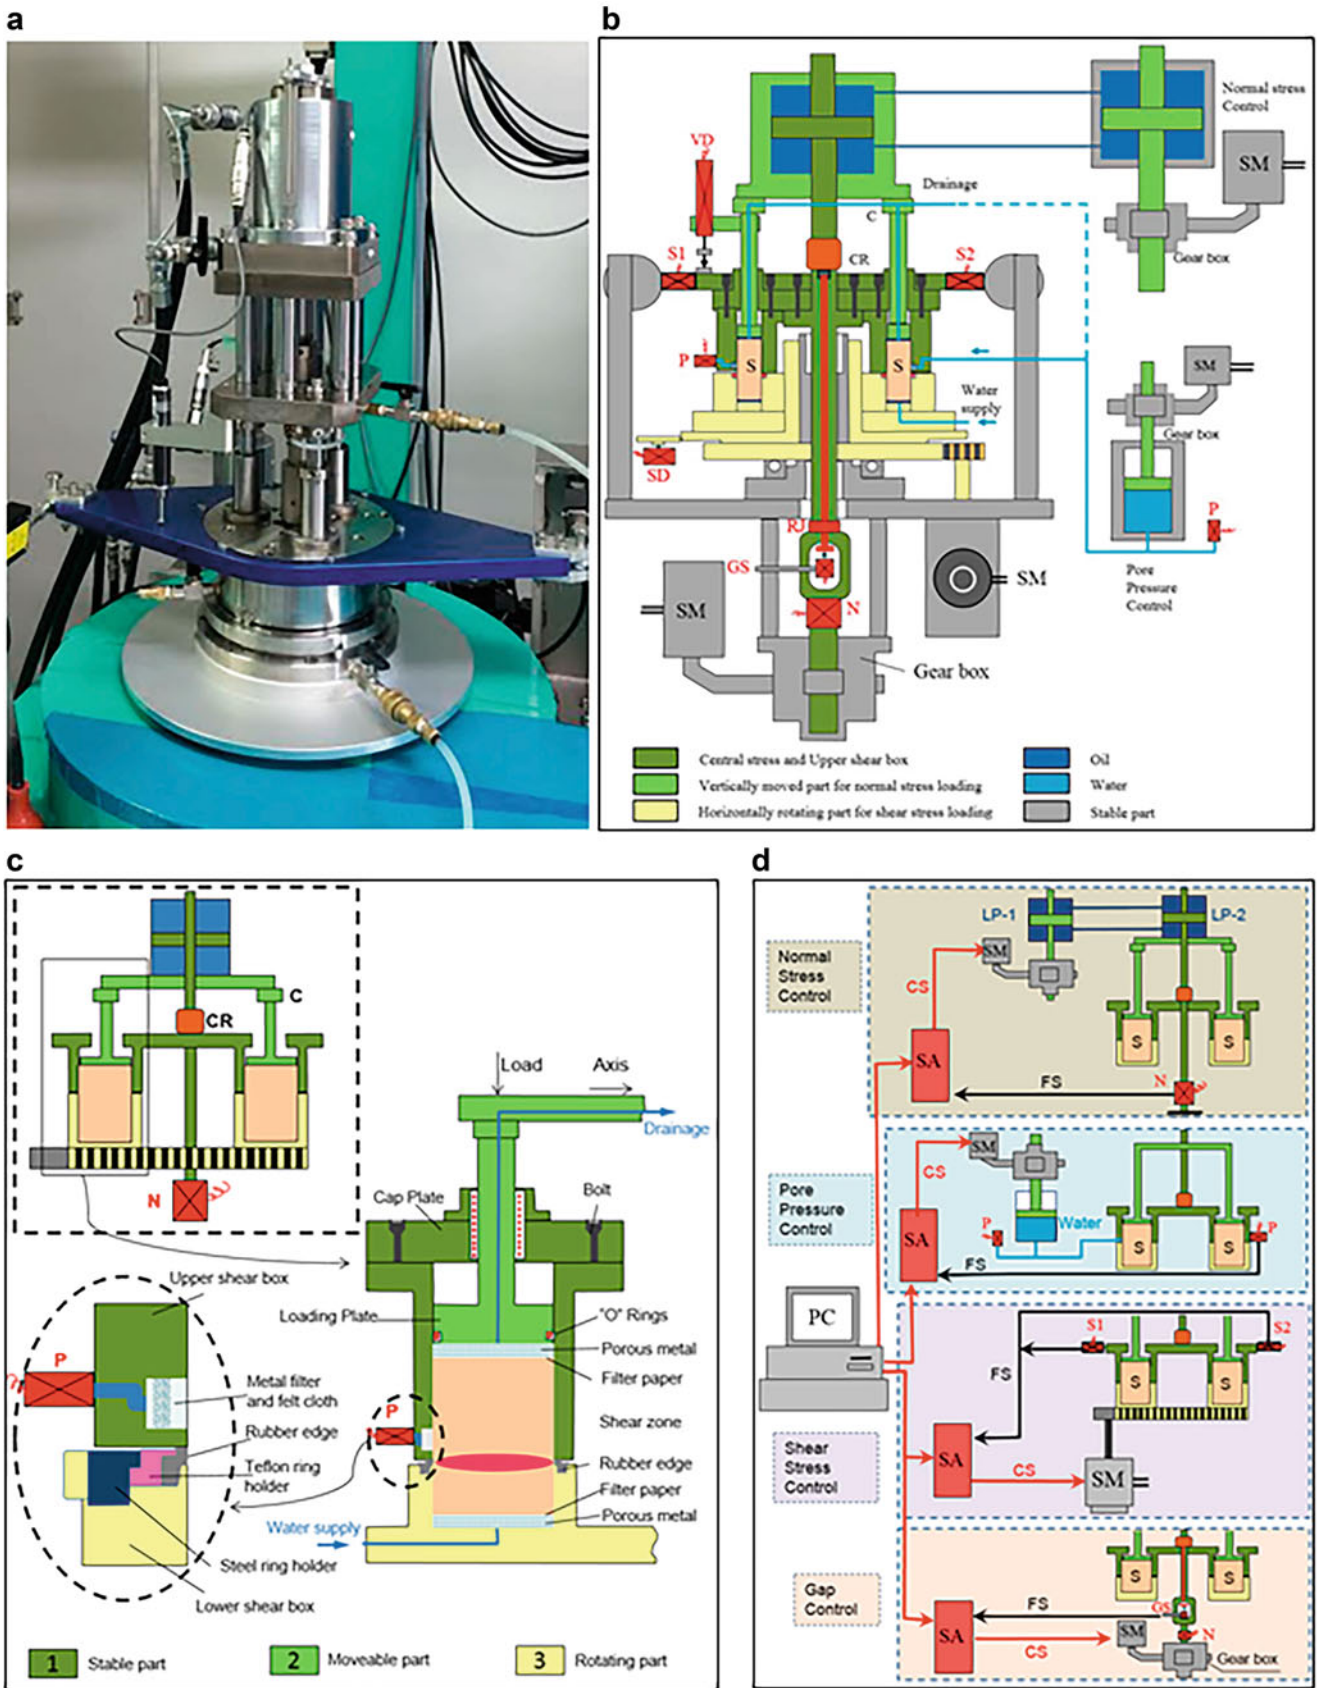 a
b
Normal stress
Control
SM
VD
Drainage
C
S1
CR
S2
Gear box
P
S
S
SM
Water
supply
Gear box
SD
P
RJ
GS
SM
Pore
Pressure
Control
SM
N
Gear box
Central stress and Upper shear box
Oil
Vertically moved part for normal stress loading
Water
Horizontally rotating part for shear stress loading
Stable part
c
C
CR
N
Load
Axis
Drainage
Cap Plate
Bolt
Upper shear box
Loading Plate
"O" Rings
Porous metal
P
Filter paper
Metal filter
and felt cloth
P
Shear zone
Rubber edge
Rubber edge
Teflon ring
holder
Filter paper
Porous metal
Water supply
Steel ring holder
Lower shear box
1 Stable part
2 Moveable part
3 Rotating part
d
LP-1
LP-2
Normal
Stress
Control
SM
CS
S
S
SA
FS
N
SM
CS
Pore
Pressure
Control
P
Water
P
SA
S
S
FS
PC
S1
S2
FS
S
S
Shear
Stress
Control
SA
CS
SM
S
S
Gap
Control
FS
GS
SA
SM
N
CS
Gear box